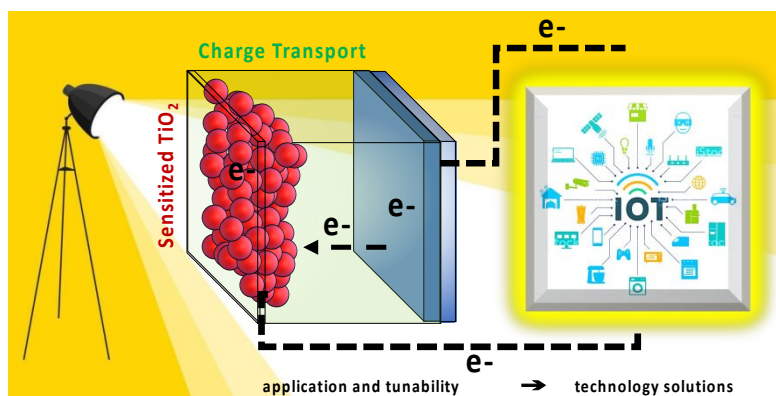 e-
Charge Transport
Sensitized TiO2
e-
e-
e-
IOT
e-
application and tunability → technology solutions